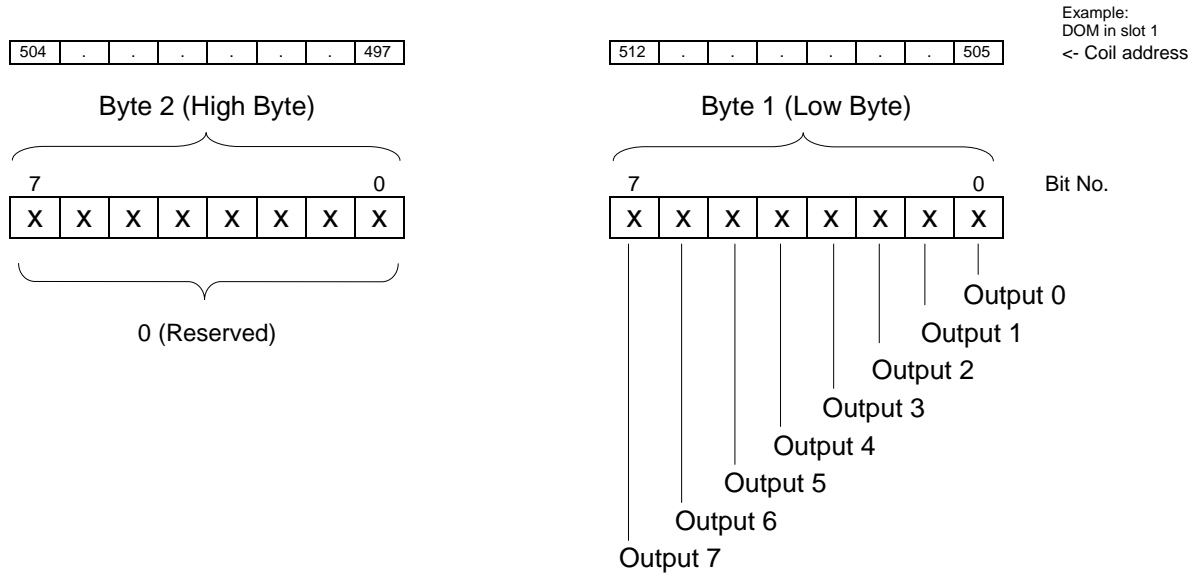 Example:
DOM in slot 1
504 . . . . . . 497 512 . . . . . . 505 <- Coil address
Byte 2 (High Byte) Byte 1 (Low Byte)
7 0 7 0 Bit No.
X X X X X X X X X X X X X X X X
0 (Reserved)
Output 0
Output 1
Output 2
Output 3
Output 4
Output 5
Output 6
Output 7